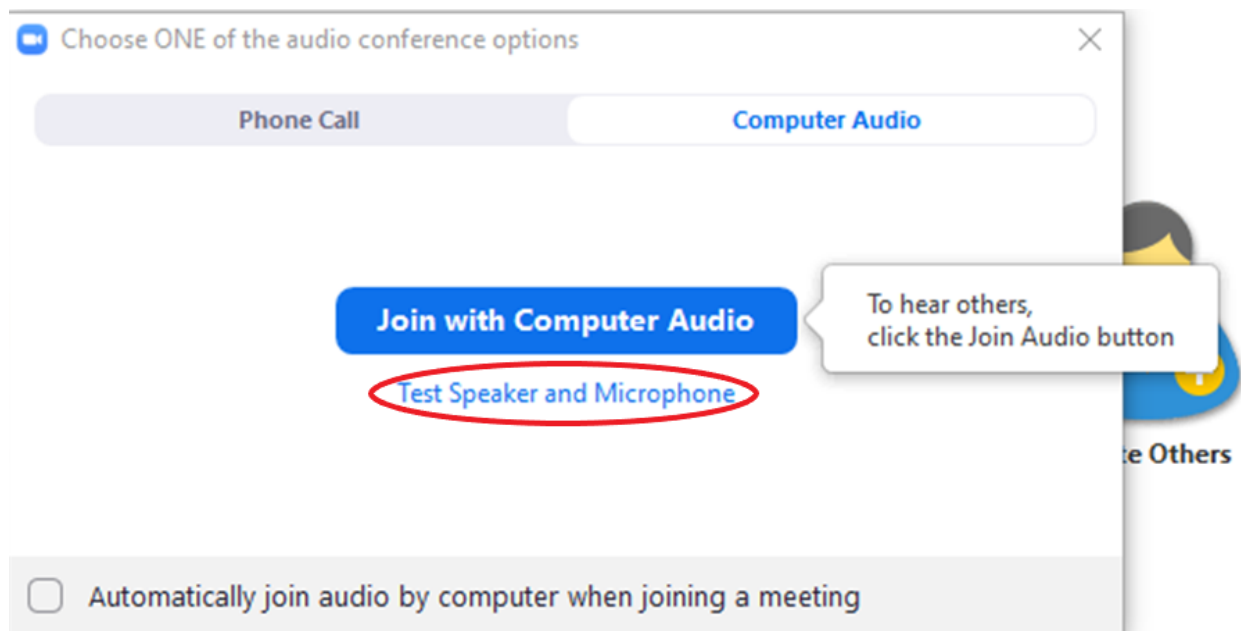 Choose ONE of the audio conference options
Phone Call
Computer Audio
Join with Computer Audio
To hear others,
click the Join Audio button
Test Speaker and Microphone
Others
Automatically join audio by computer when joining a meeting